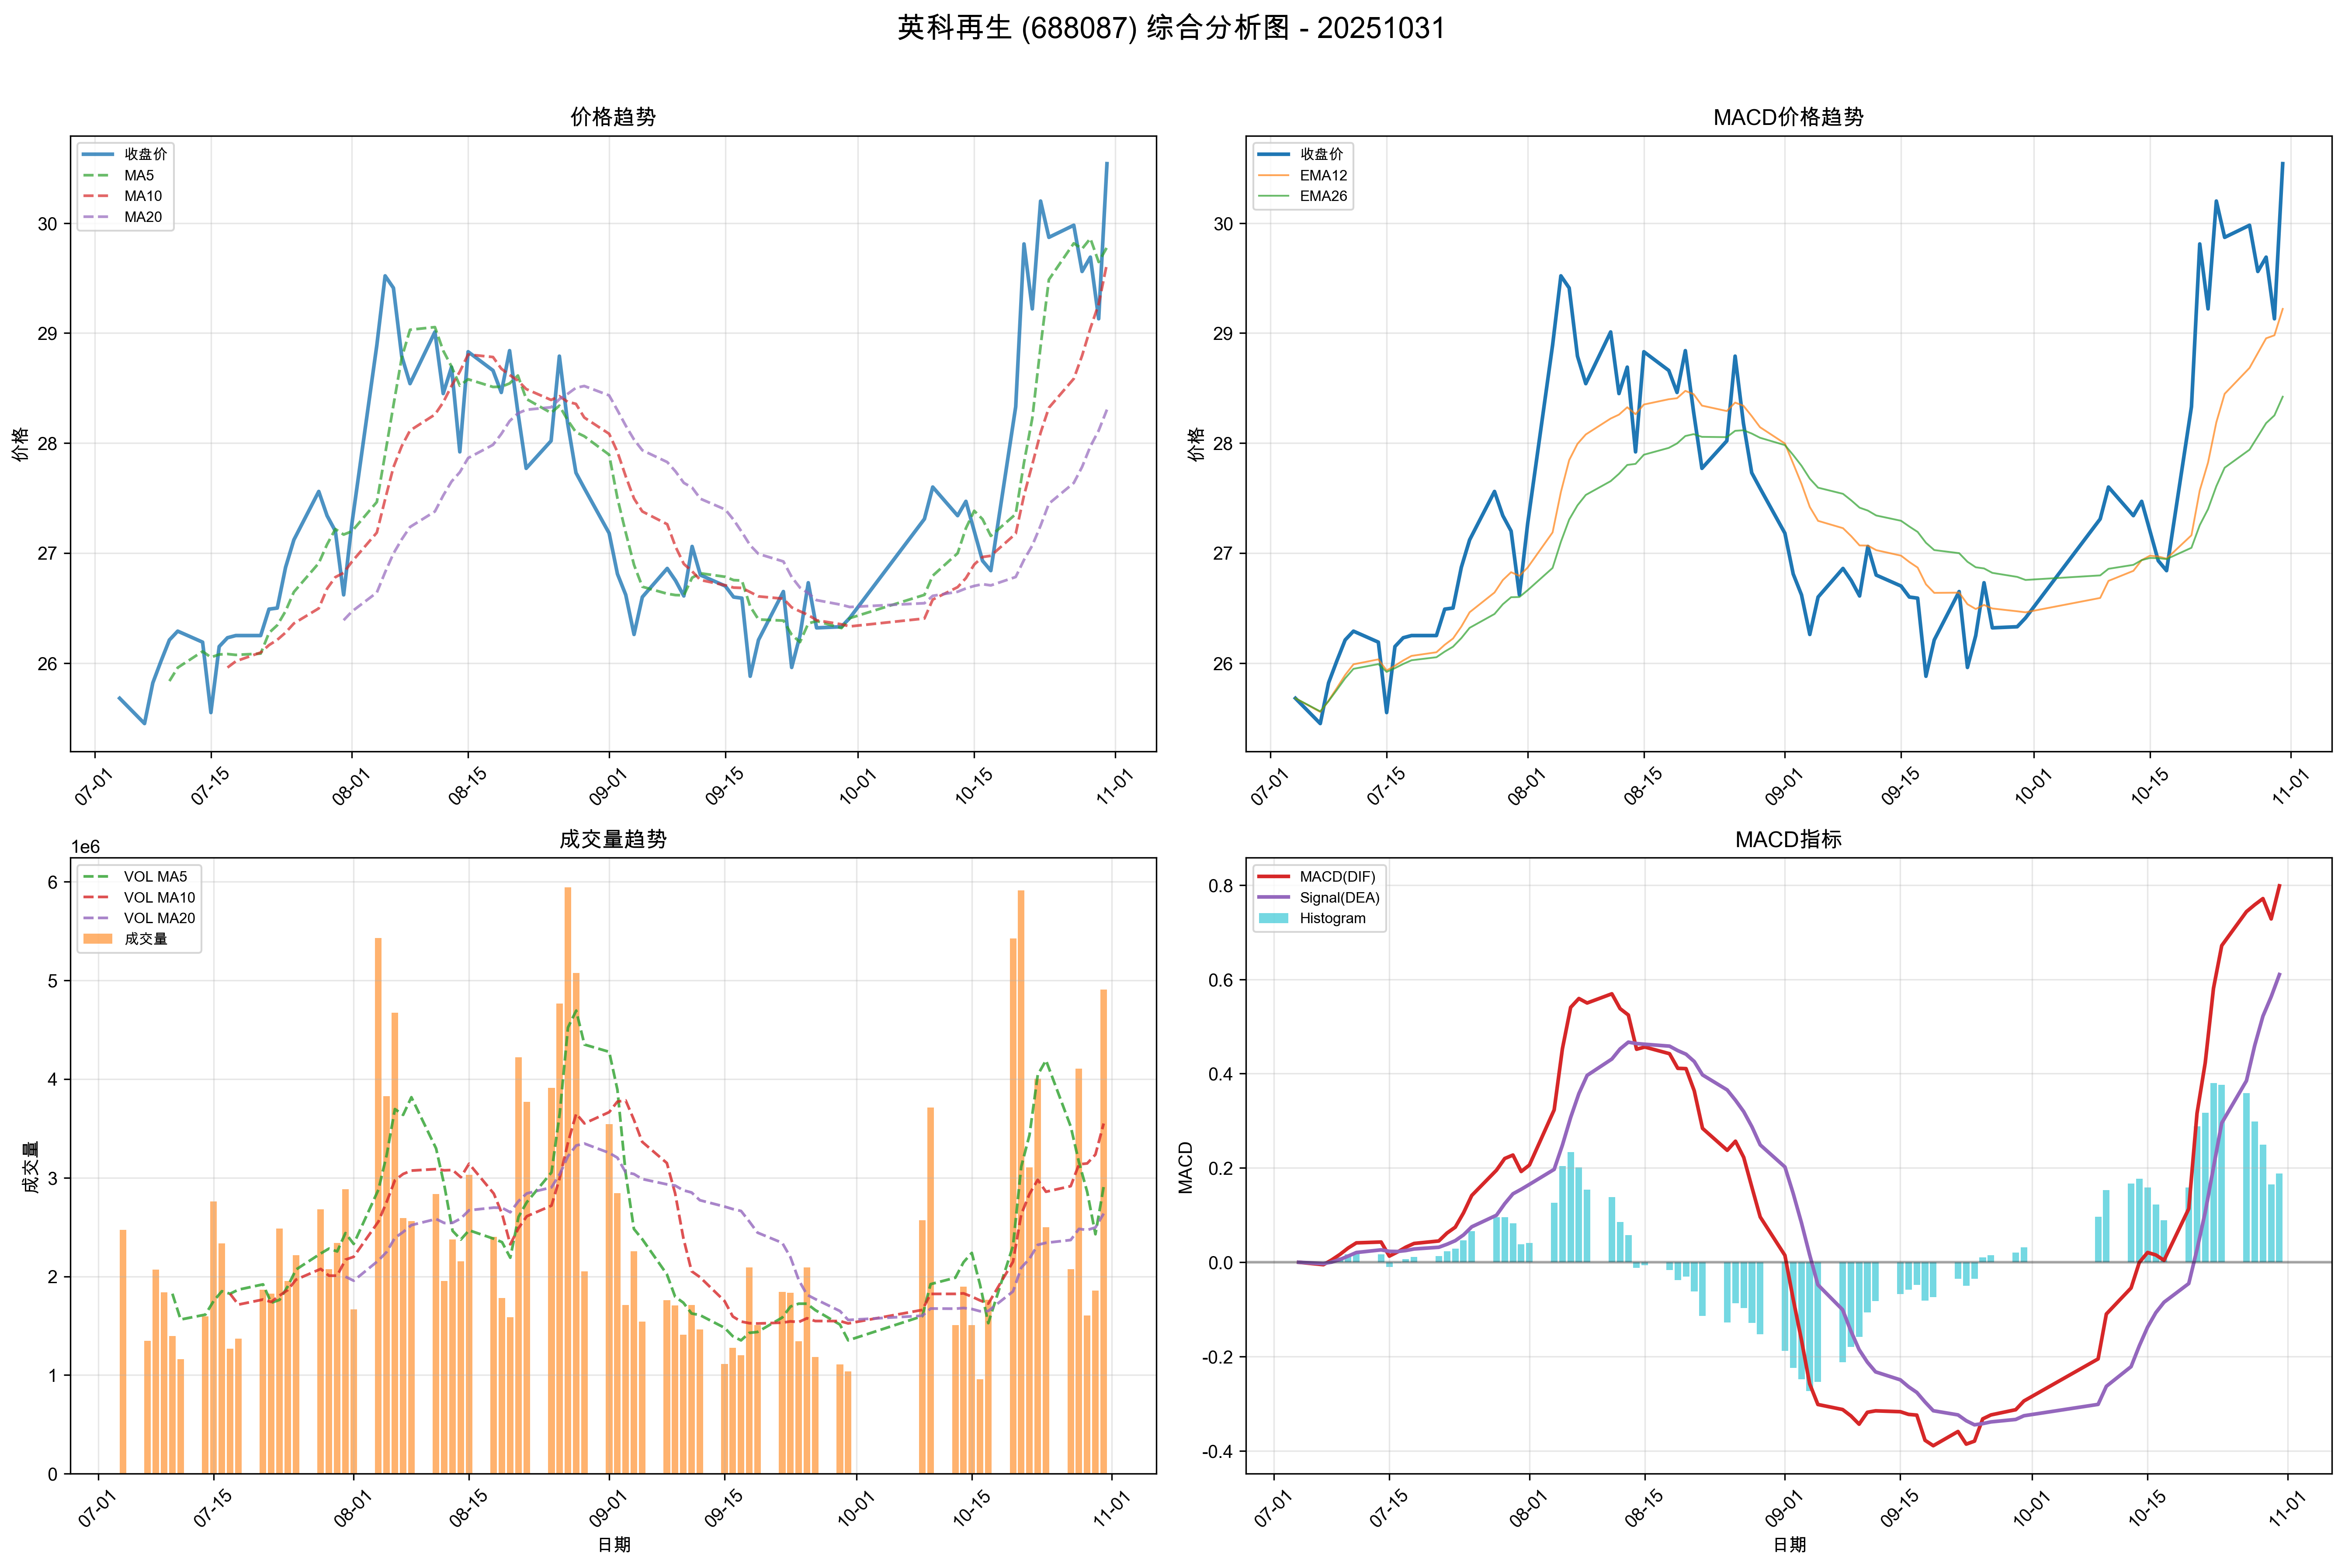 英科再生 (688087) 综合分析图 - 20251031
价格趋势
收盘价
MA5
MA10
MA20
价格
30
29
28
27
26
07-01
07-15
08-01
08-15
09-01
09-15
10-01
10-15
11-01
MACD价格趋势
收盘价
EMA12
EMA26
价格
30
29
28
27
26
07-01
07-15
08-01
08-15
09-01
09-15
10-01
10-15
11-01
成交量趋势
1e6
VOL MA5
VOL MA10
VOL MA20
成交量
成交量
6
5
4
3
2
1
0
07-01
07-15
08-01
08-15
09-01
09-15
10-01
10-15
11-01
日期
MACD指标
MACD(DIF)
Signal(DEA)
Histogram
MACD
0.8
0.6
0.4
0.2
0.0
-0.2
-0.4
07-01
07-15
08-01
08-15
09-01
09-15
10-01
10-15
11-01
日期